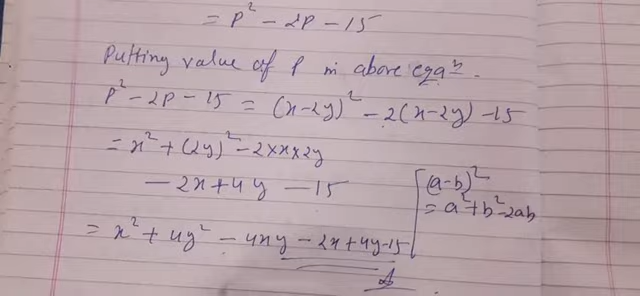 = P² - 2P - 15
Putting value of P in above eqaⁿ.
P² - 2P - 15 = (x-2y)² - 2(x-2y) - 15
= x² + (2y)² - 2×x×2y
- 2x + 4y - 15
[(a-b)²
= a²+b²-2ab
= x² + 4y² - 4xy - 2x + 4y - 15